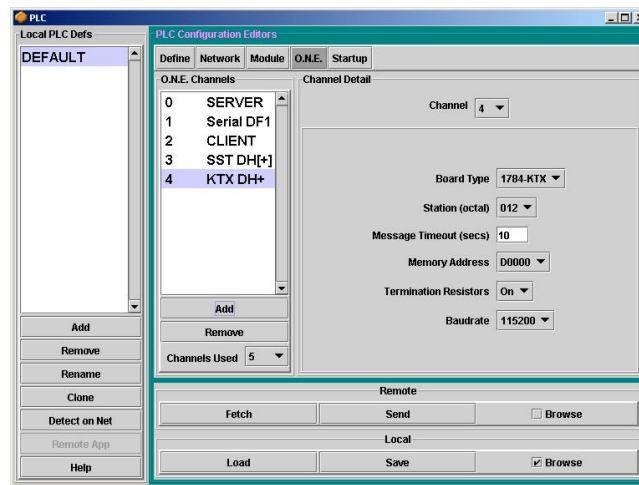 PLC
Local PLC Defs
DEFAULT
Add
Remove
Rename
Clone
Detect on Net
Remote App
Help
PLC Configuration Editors
Define Network Module O.N.E. Startup
O.N.E. Channels
0 SERVER
1 Serial DF1
2 CLIENT
3 SST DH[+]
4 KTX DH+
Add
Remove
Channels Used 5
Channel Detail
Channel 4
Board Type 1784-KTX
Station (octal) 012
Message Timeout (secs) 10
Memory Address D0000
Termination Resistors On
Baudrate 115200
Remote
Fetch Send Browse
Local
Load Save Browse